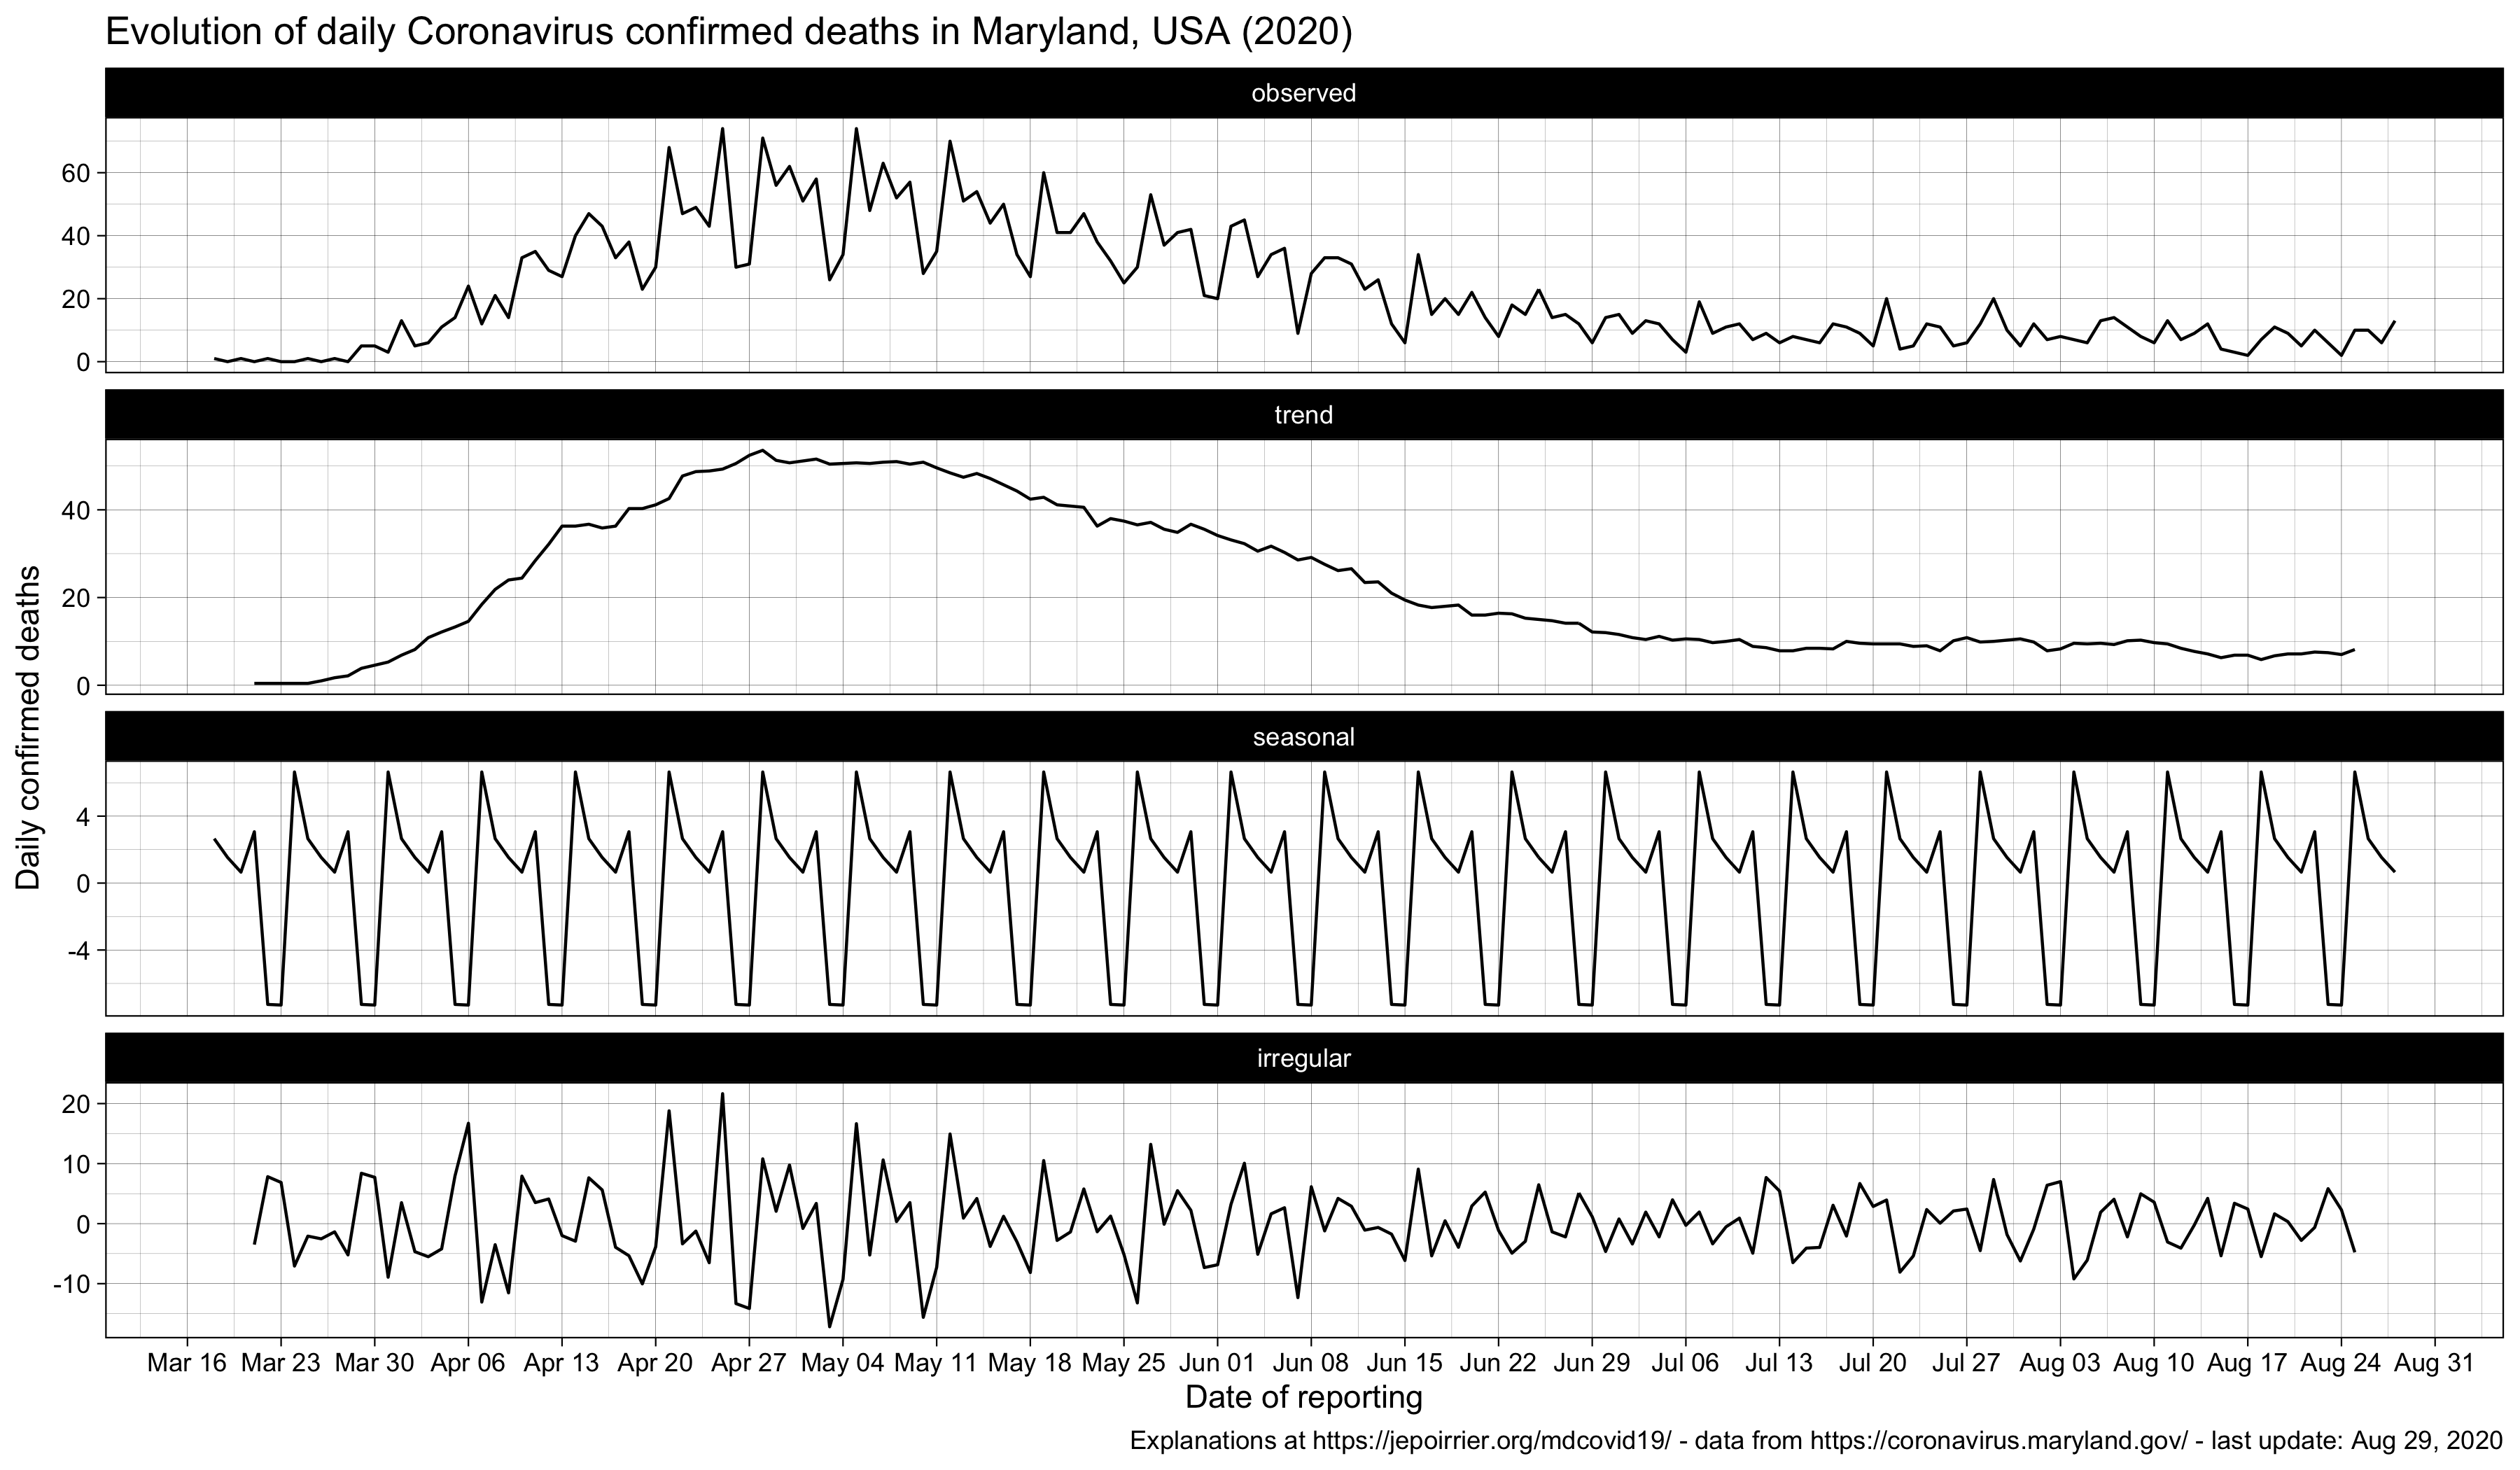 Evolution of daily Coronavirus confirmed deaths in Maryland, USA (2020)
observed
60
40
20
0
trend
40
20
0
seasonal
4
0
-4
irregular
20
10
0
-10
Daily confirmed deaths
Mar 16 Mar 23 Mar 30 Apr 06 Apr 13 Apr 20 Apr 27 May 04 May 11 May 18 May 25 Jun 01 Jun 08 Jun 15 Jun 22 Jun 29 Jul 06 Jul 13 Jul 20 Jul 27 Aug 03 Aug 10 Aug 17 Aug 24 Aug 31
Date of reporting
Explanations at https://jepoirrier.org/mdcovid19/ - data from https://coronavirus.maryland.gov/ - last update: Aug 29, 2020